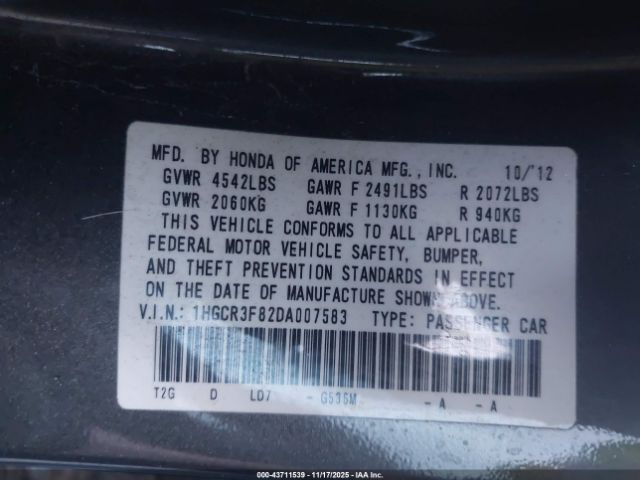 MFD. BY HONDA OF AMERICA MFG., INC. 10/'12
GVWR 4542LBS GAWR F 2491LBS R 2072LBS
GVWR 2060KG GAWR F 1130KG R 940KG
THIS VEHICLE CONFORMS TO ALL APPLICABLE
FEDERAL MOTOR VEHICLE SAFETY, BUMPER,
AND THEFT PREVENTION STANDARDS IN EFFECT
ON THE DATE OF MANUFACTURE SHOWN ABOVE.
V.I.N.: 1HGCR3F82DA007583 TYPE: PASSENGER CAR
T2G D LD7 - G536M - A - A
000-43711539 - 11/17/2025 - IAA Inc.